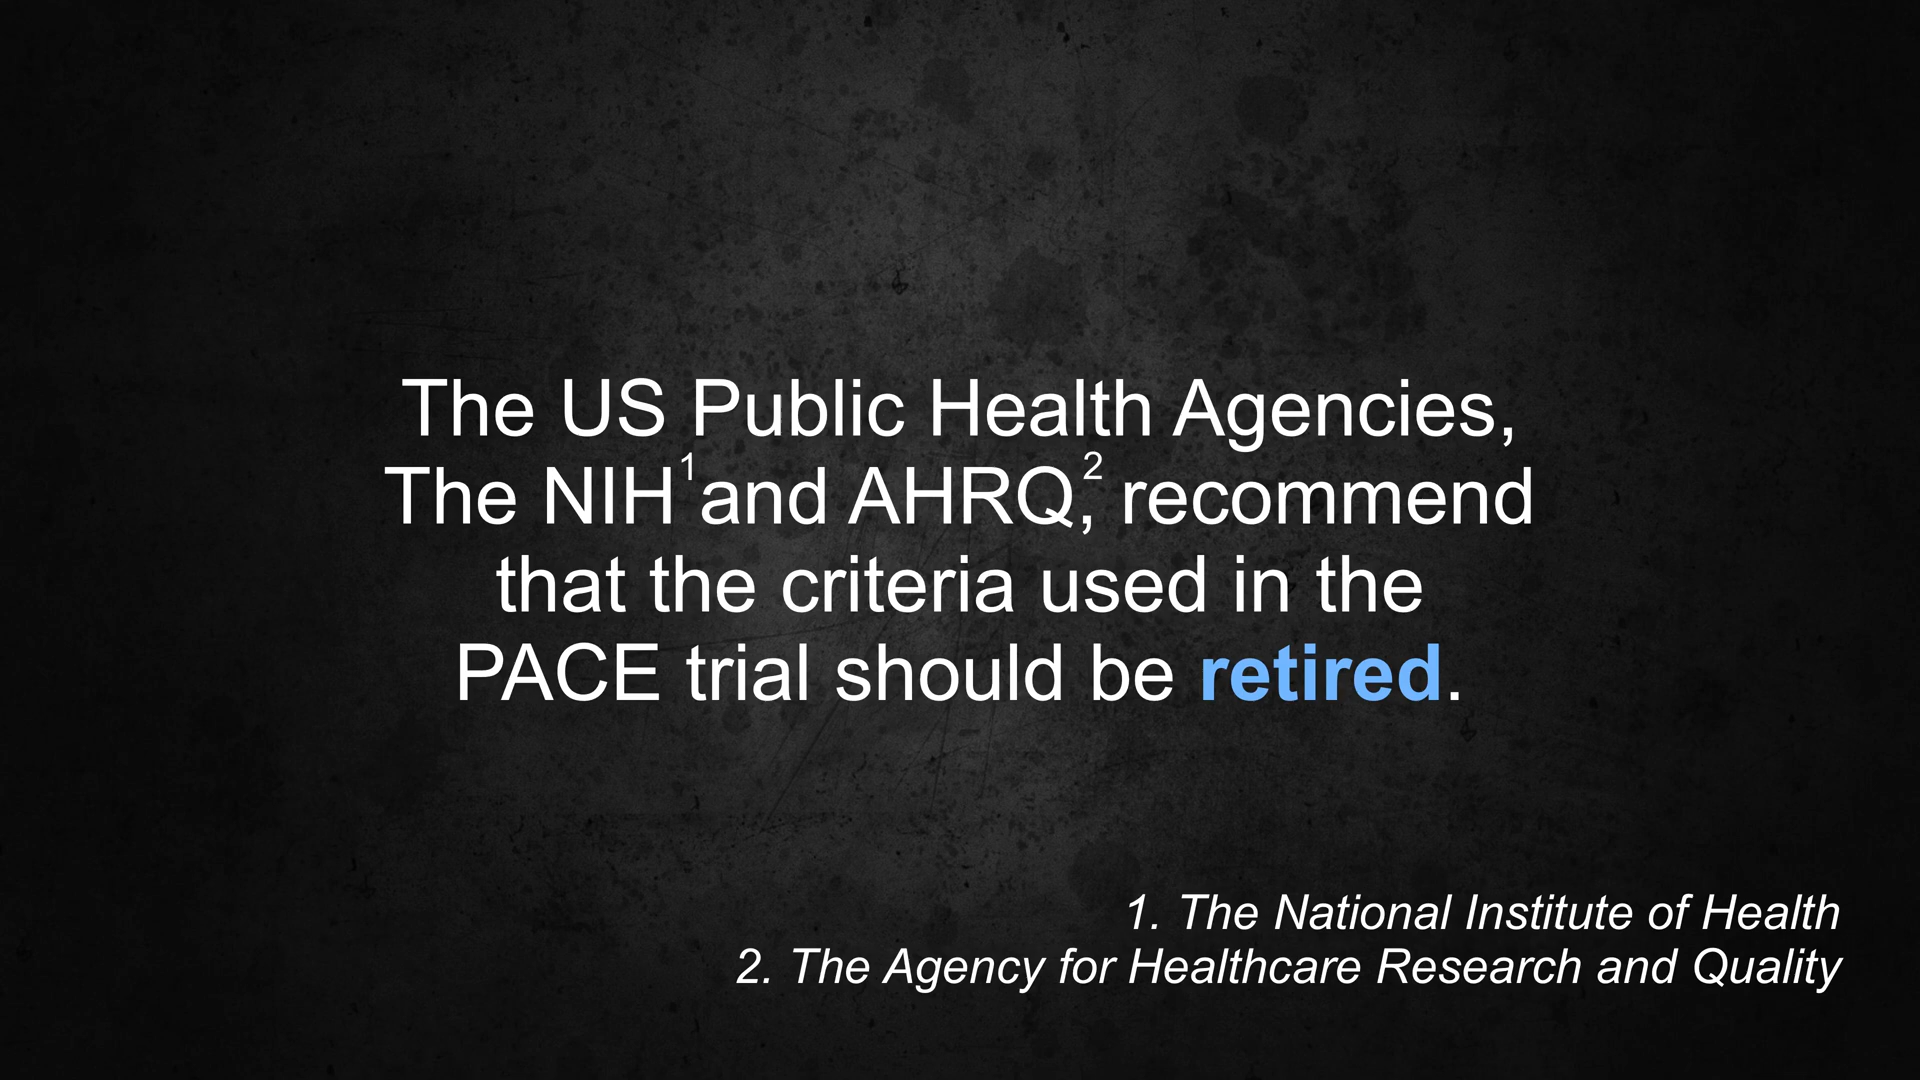 The US Public Health Agencies,
The NIH¹ and AHRQ,² recommend
that the criteria used in the
PACE trial should be retired.
1. The National Institute of Health
2. The Agency for Healthcare Research and Quality